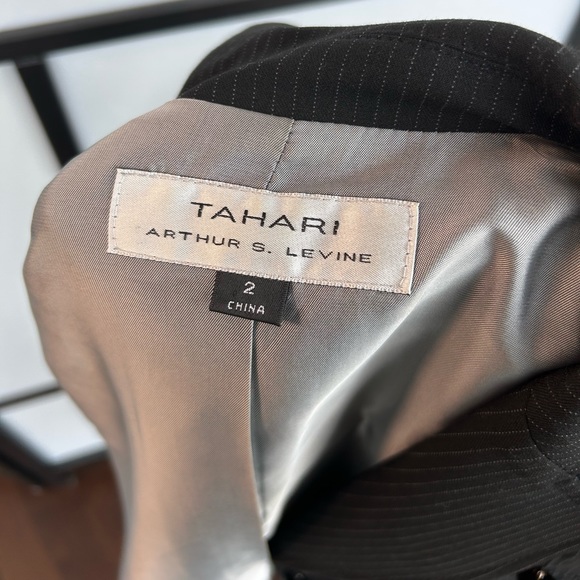 TAHARI
ARTHUR S. LEVINE
2
CHINA